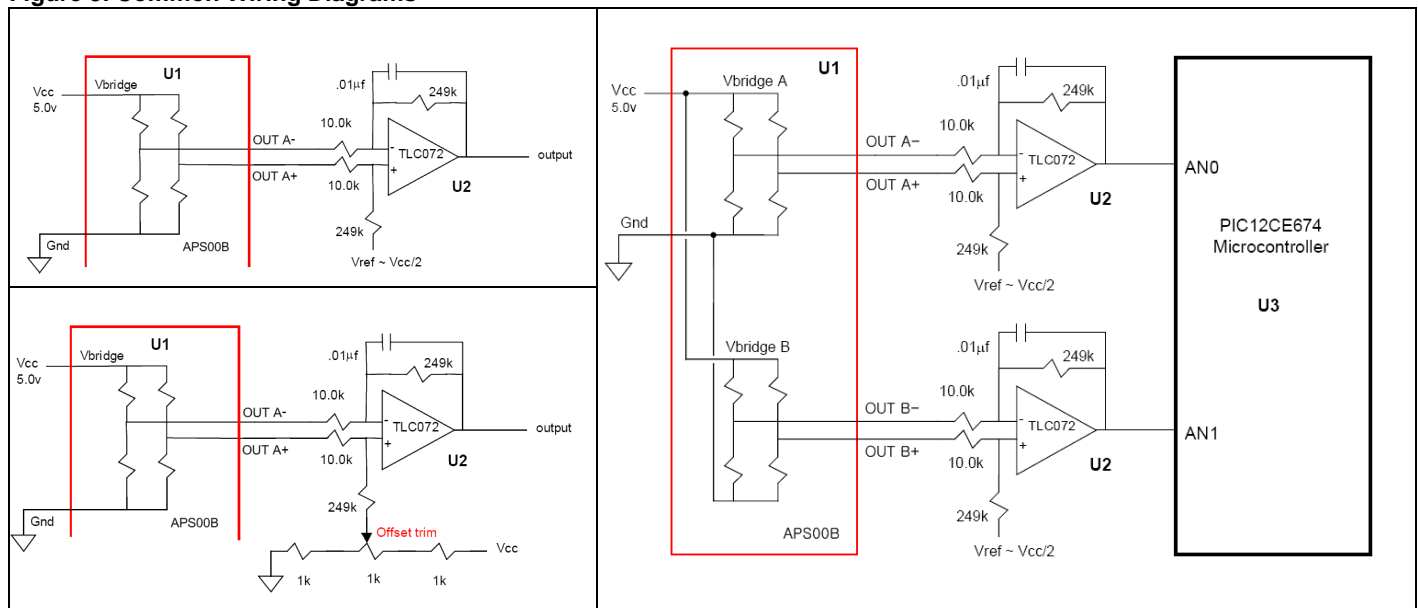 Figure 3. Common Wiring Diagrams
U1
Vbridge
Vcc
5.0v
.01µf
249k
10.0k
OUT A-
-
TLC072
output
OUT A+
+
10.0k
U2
249k
Gnd
APS00B
Vref ~ Vcc/2
U1
Vbridge
Vcc
5.0v
.01µf
249k
10.0k
OUT A-
-
TLC072
output
OUT A+
+
10.0k
U2
249k
Gnd
APS00B
Offset trim
Vcc
1k
1k
1k
U1
Vbridge A
Vcc
5.0v
.01µf
249k
10.0k
OUT A−
-
TLC072
AN0
OUT A+
+
10.0k
U2
Gnd
249k
Vref ~ Vcc/2
PIC12CE674
Microcontroller
U3
Vbridge B
.01µf
249k
10.0k
OUT B−
-
TLC072
AN1
OUT B+
+
10.0k
U2
249k
APS00B
Vref ~ Vcc/2